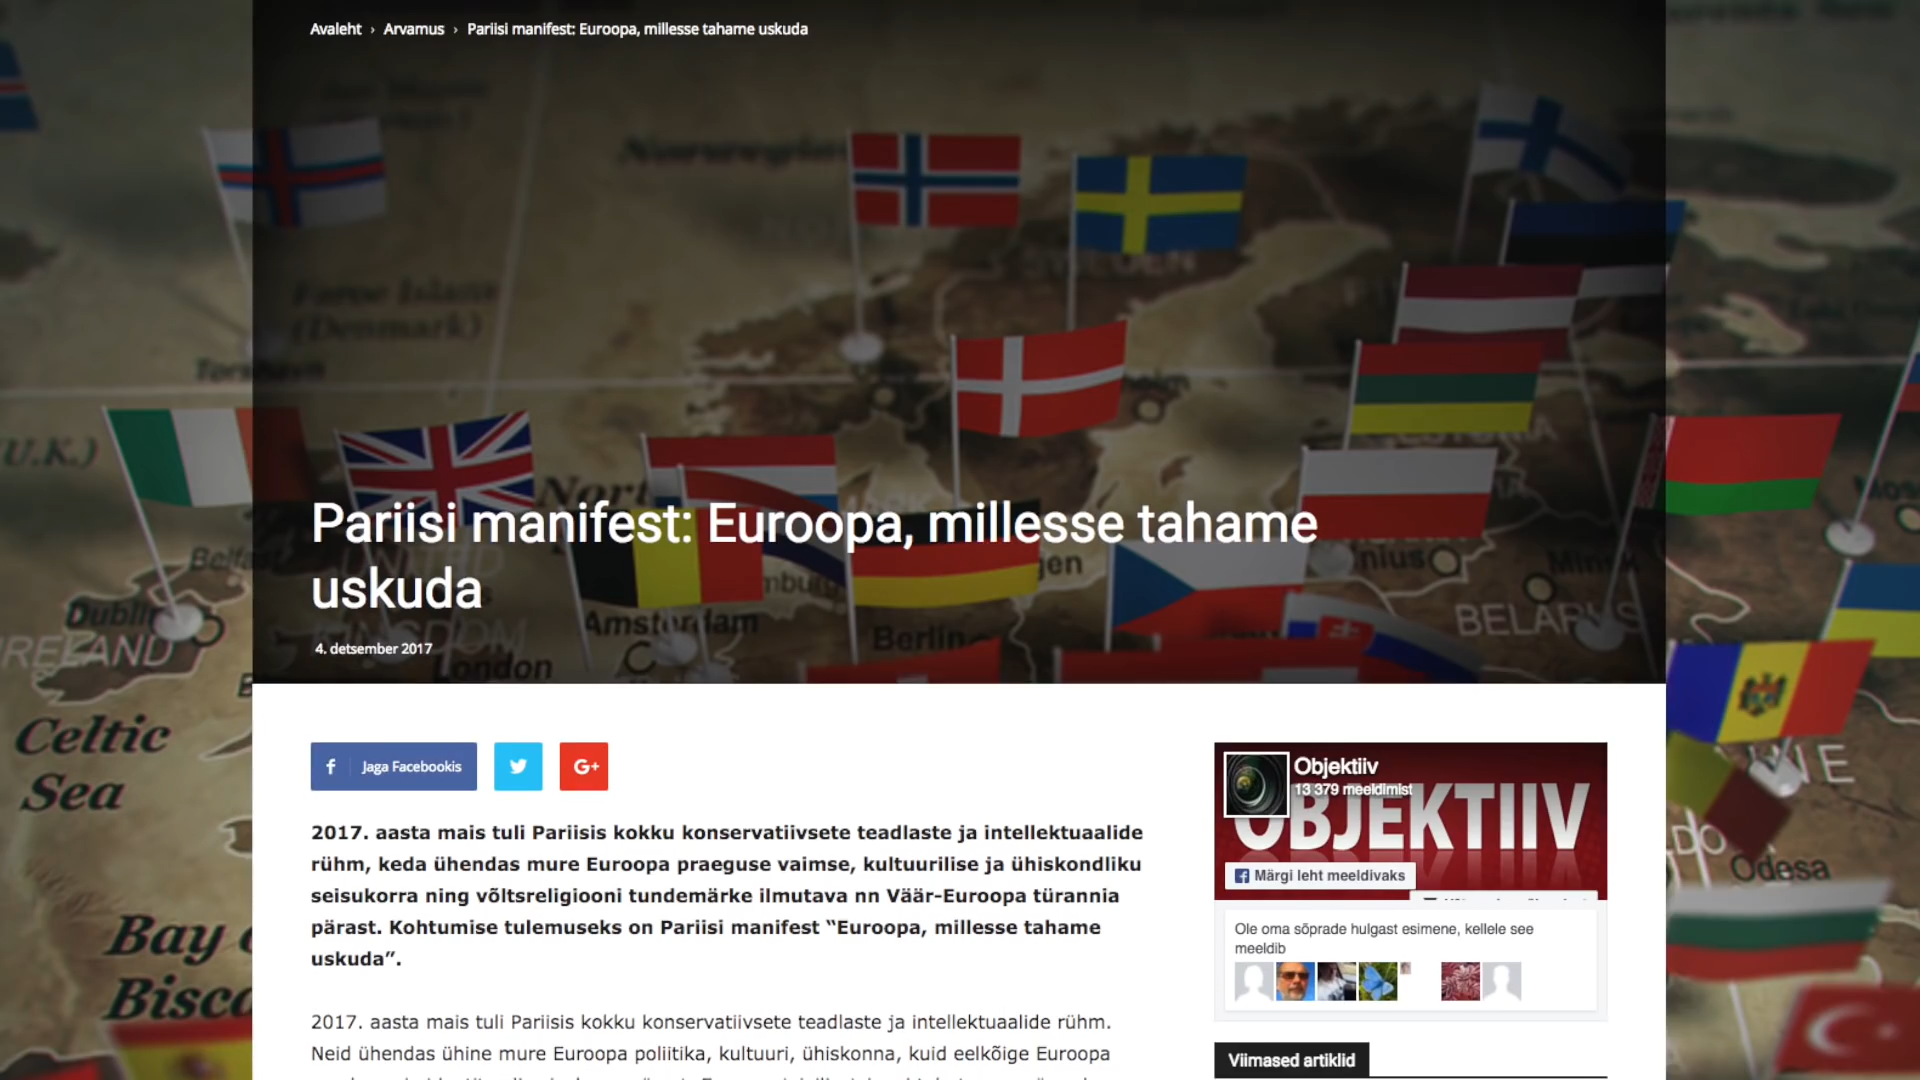 Avaleht › Arvamus › Pariisi manifest: Euroopa, millesse tahame uskuda
Faroe Islands
(Denmark)
U.K.)
Pariisi manifest: Euroopa, millesse tahame
uskuda
4. detsember 2017
Amsterdam
Berlin
BELARUS
London
Dublin
IRELAND
Celtic
Sea
Odesa
Bay
Jaga Facebookis
G+
Objektiiv
13 379 meeldimist
OBJEKTIIV
Märgi leht meeldivaks
Ole oma sõprade hulgast esimene, kellele see
meeldib
Viimased artiklid
2017. aasta mais tuli Pariisis kokku konservatiivsete teadlaste ja intellektuaalide
rühm, keda ühendas mure Euroopa praeguse vaimse, kultuurilise ja ühiskondliku
seisukorra ning võltsreligiooni tundemärke ilmutava nn Väär-Euroopa türannia
pärast. Kohtumise tulemuseks on Pariisi manifest “Euroopa, millesse tahame
uskuda”.
2017. aasta mais tuli Pariisis kokku konservatiivsete teadlaste ja intellektuaalide rühm.
Neid ühendas ühine mure Euroopa poliitika, kultuuri, ühiskonna, kuid eelkõige Euroopa